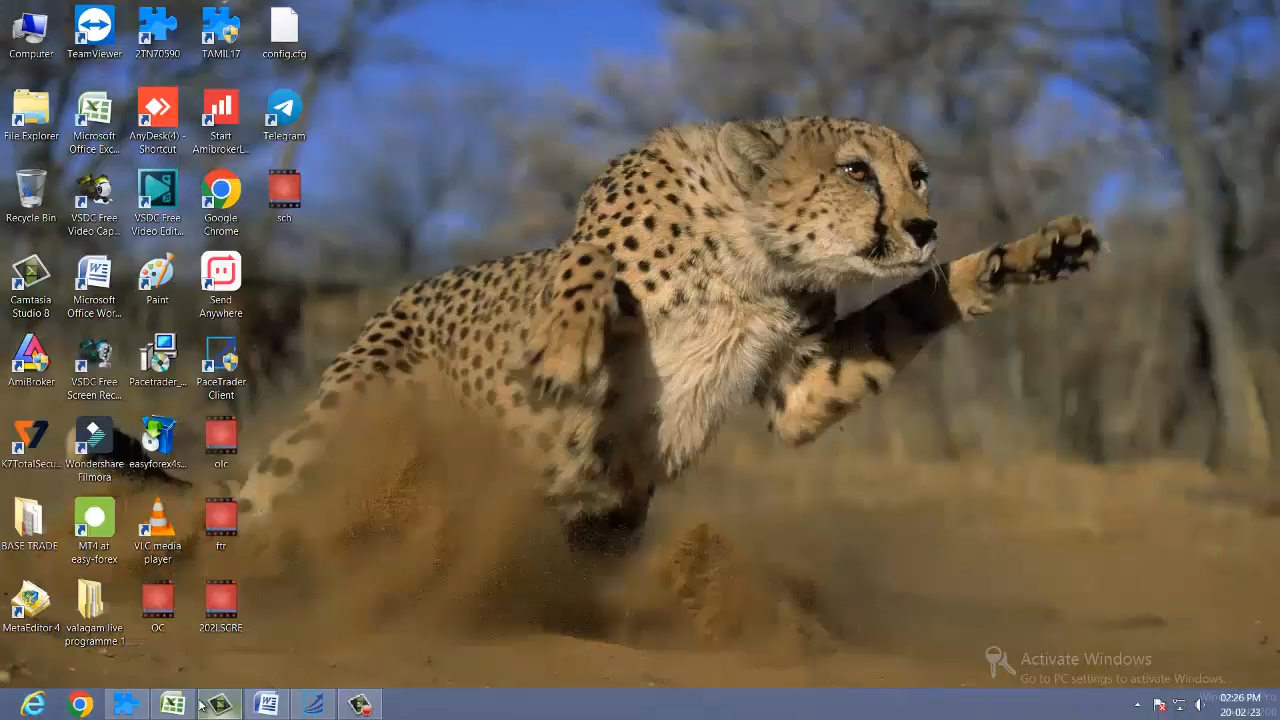 Computer
TeamViewer
2TN70590
TAMIL17
config.cfg
File Explorer
Microsoft
Office Exc...
AnyDesk(4) -
Shortcut
Start
AmibrokerL...
Telegram
Recycle Bin
VSDC Free
Video Cap...
VSDC Free
Video Edit...
Google
Chrome
sch
Camtasia
Studio 8
Microsoft
Office Wor...
Paint
Send
Anywhere
AmiBroker
VSDC Free
Screen Rec...
Pacetrader_...
PaceTrader
Client
K7TotalSecu...
Wondershare
Filmora
easyforex4s...
olc
BASE TRADE
MT4 at
easy-forex
VLC media
player
ftr
MetaEditor 4
valagam live
programme 1
OC
202LSCRE
Activate Windows
Go to PC settings to activate Windows.
02:26 PM
20-02-23